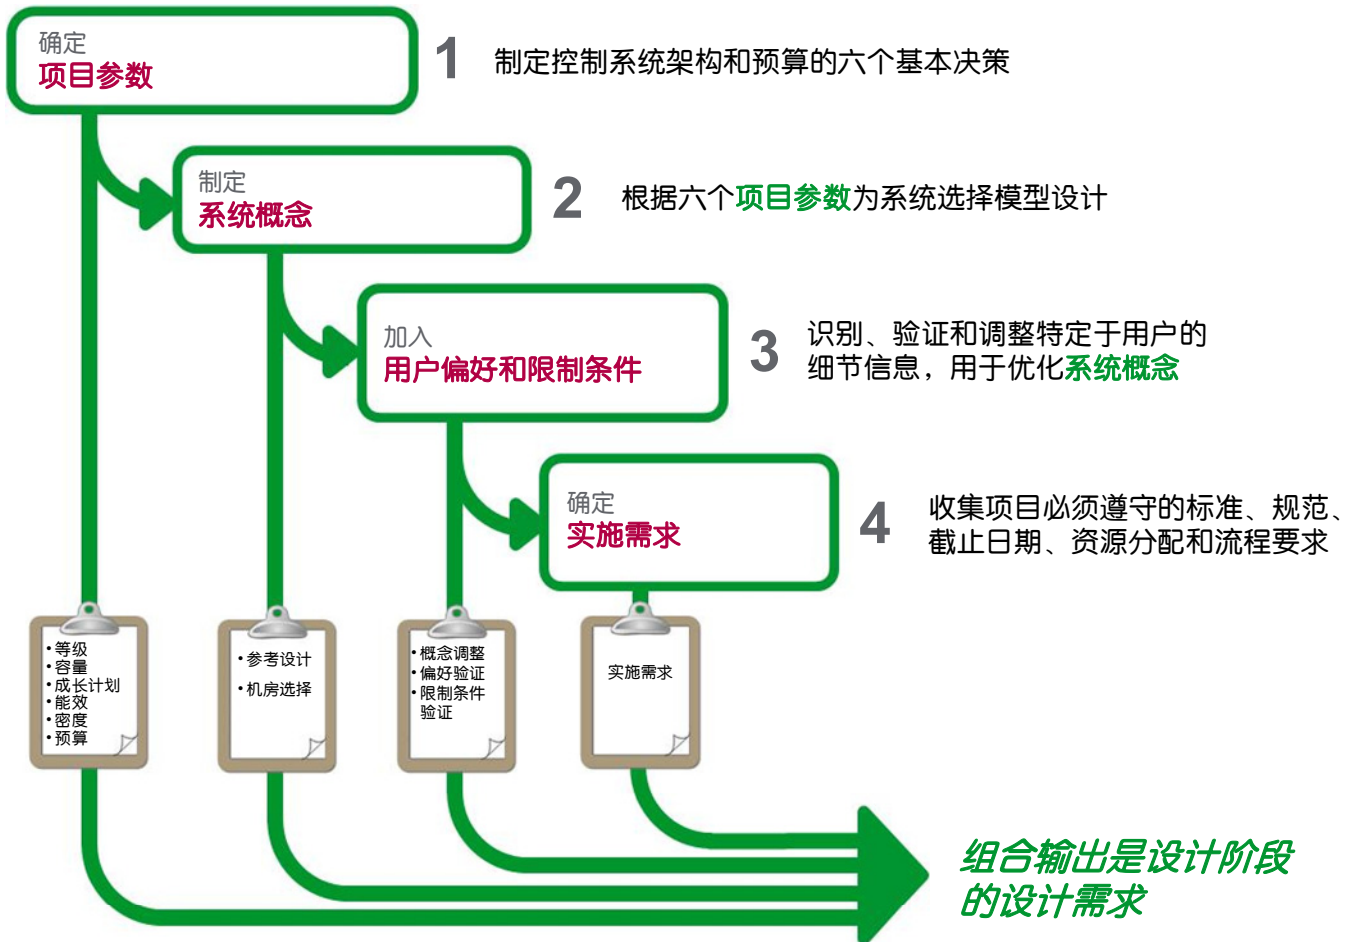 确定
项目参数
1
制定控制系统架构和预算的六个基本决策
制定
系统概念
2
根据六个项目参数为系统选择模型设计
加入
用户偏好和限制条件
3
识别、验证和调整特定于用户的
细节信息，用于优化系统概念
确定
实施需求
4
收集项目必须遵守的标准、规范、
截止日期、资源分配和流程要求
•等级
•容量
•成长计划
•能效
•密度
•预算
•参考设计
•机房选择
•概念调整
•偏好验证
•限制条件
验证
实施需求
组合输出是设计阶段
的设计需求